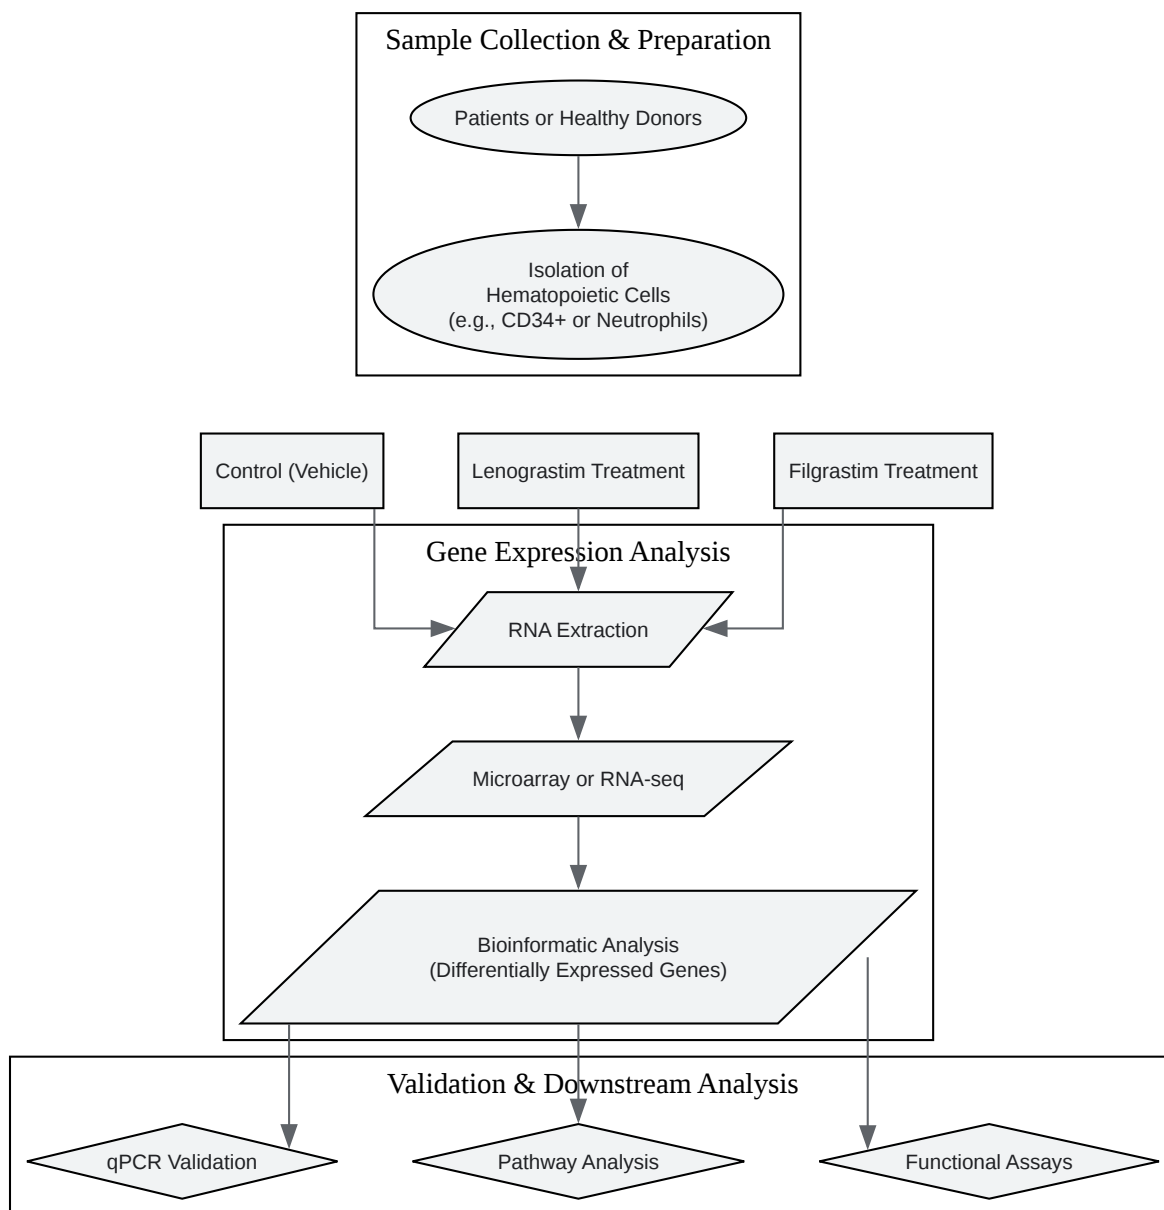 Sample Collection & Preparation
Patients or Healthy Donors
Isolation of
Hematopoietic Cells
(e.g., CD34+ or Neutrophils)
Control (Vehicle)
Lenograstim Treatment
Filgrastim Treatment
Gene Expression Analysis
RNA Extraction
Microarray or RNA-seq
Bioinformatic Analysis
(Differentially Expressed Genes)
Validation & Downstream Analysis
qPCR Validation
Pathway Analysis
Functional Assays